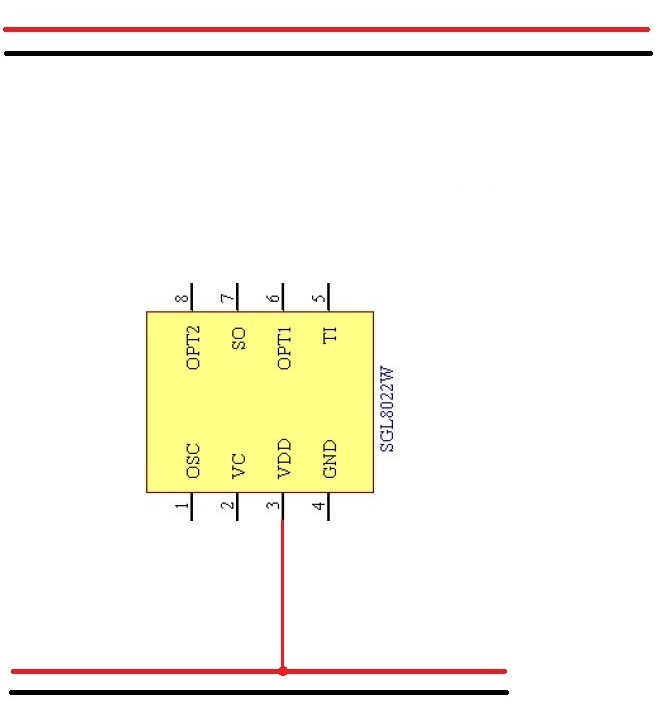 8 7 6 5
OPT2 SO OPT1 TI
SGL8022W
OSC VC VDD GND
1 2 3 4